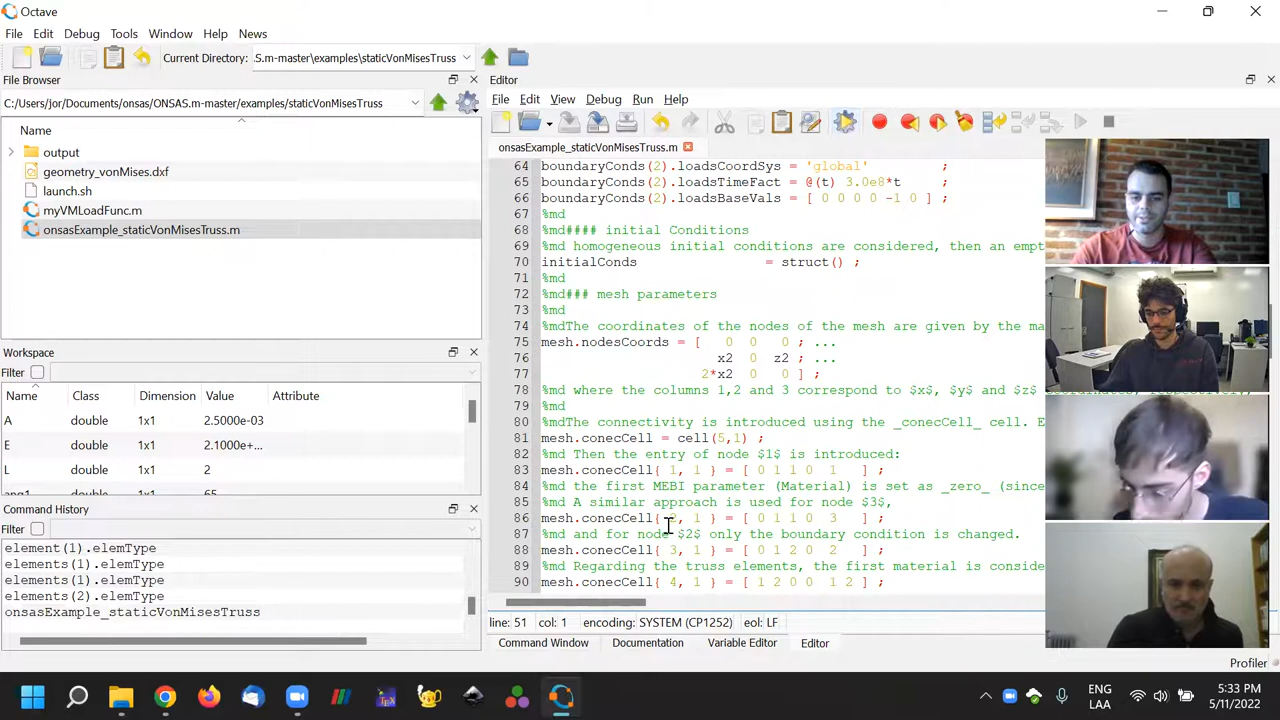 Octave
File Edit Debug Tools Window Help News
Current Directory: .S.m-master\examples\staticVonMisesTruss
File Browser
C:/Users/jor/Documents/onsas/ONSAS.m-master/examples/staticVonMisesTruss
Name
output
geometry_vonMises.dxf
launch.sh
myVMLoadFunc.m
onsasExample_staticVonMisesTruss.m
Workspace
Filter
Name Class Dimension Value Attribute
A double 1x1 2.5000e-03
E double 1x1 2.1000e+...
L double 1x1 2
ang1 double 1x1 65
Command History
Filter
element(1).elemType
elements(1).elemType
elements(1).elemType
elements(2).elemType
onsasExample_staticVonMisesTruss
Editor
File Edit View Debug Run Help
onsasExample_staticVonMisesTruss.m
64 boundaryConds(2).loadsCoordSys = 'global' ;
65 boundaryConds(2).loadsTimeFact = @(t) 3.0e8*t ;
66 boundaryConds(2).loadsBaseVals = [ 0 0 0 0 -1 0 ] ;
67 %md
68 %md#### initial Conditions
69 %md homogeneous initial conditions are considered, then an empt
70 initialConds = struct() ;
71 %md
72 %md### mesh parameters
73 %md
74 %mdThe coordinates of the nodes of the mesh are given by the ma
75 mesh.nodesCoords = [ 0 0 0 ; ...
76 x2 0 z2 ; ...
77 2*x2 0 0 ] ;
78 %md where the columns 1,2 and 3 correspond to $x$, $y$ and $z$ coordinates, respectively,
79 %md
80 %mdThe connectivity is introduced using the _conecCell_ cell. E
81 mesh.conecCell = cell(5,1) ;
82 %md Then the entry of node $1$ is introduced:
83 mesh.conecCell{ 1, 1 } = [ 0 1 1 0 1 ] ;
84 %md the first MEBI parameter (Material) is set as _zero_ (since
85 %md A similar approach is used for node $3$,
86 mesh.conecCell{ 2, 1 } = [ 0 1 1 0 3 ] ;
87 %md and for node $2$ only the boundary condition is changed.
88 mesh.conecCell{ 3, 1 } = [ 0 1 2 0 2 ] ;
89 %md Regarding the truss elements, the first material is conside
90 mesh.conecCell{ 4, 1 } = [ 1 2 0 0 1 2 ] ;
line: 51 col: 1 encoding: SYSTEM (CP1252) eol: LF
Command Window Documentation Variable Editor Editor
Profiler
ENG
LAA
5:33 PM
5/11/2022